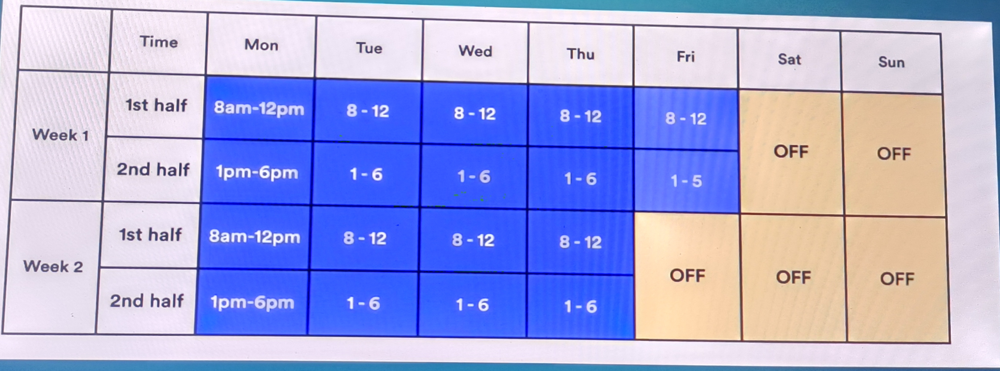 Time Mon Tue Wed Thu Fri Sat Sun
Week 1
1st half 8am-12pm 8 - 12 8 - 12 8 - 12 8 - 12 OFF OFF
2nd half 1pm-6pm 1 - 6 1 - 6 1 - 6 1 - 5
Week 2
1st half 8am-12pm 8 - 12 8 - 12 8 - 12 OFF OFF OFF
2nd half 1pm-6pm 1 - 6 1 - 6 1 - 6